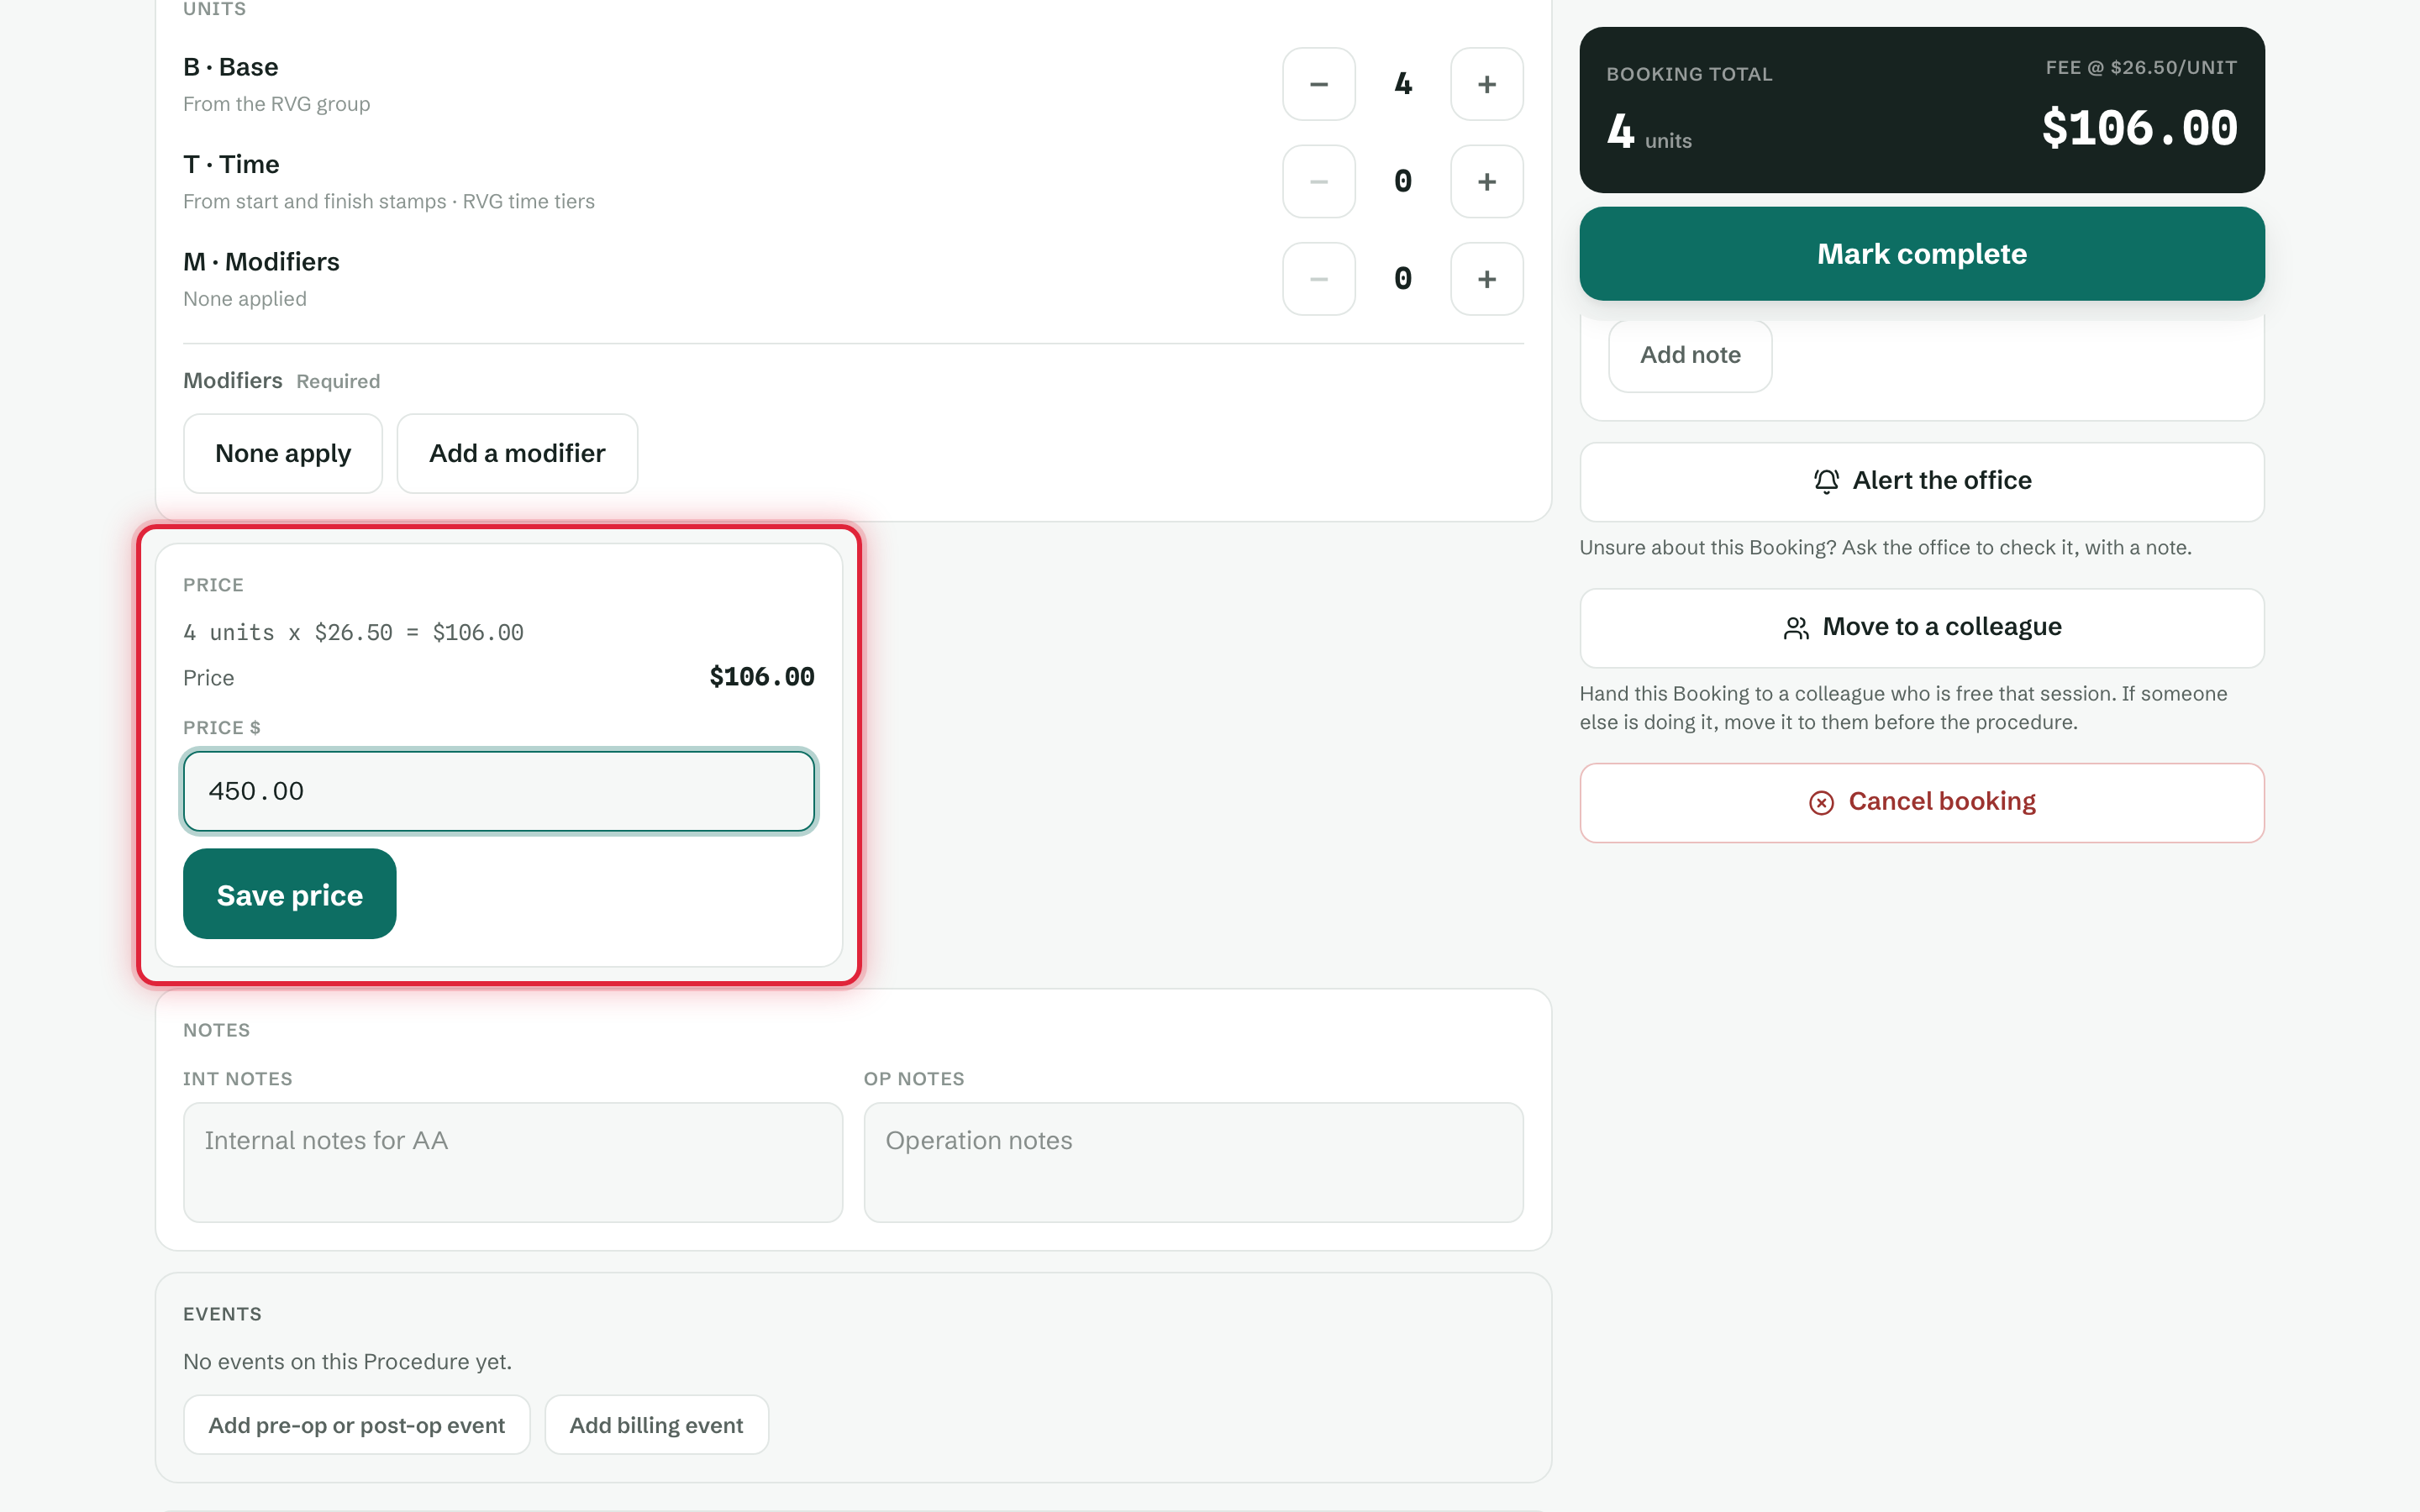 UNITS
B · Base
From the RVG group
− 4 +
T · Time
From start and finish stamps · RVG time tiers
− 0 +
M · Modifiers
None applied
− 0 +
Modifiers Required
None apply
Add a modifier
PRICE
4 units x $26.50 = $106.00
Price $106.00
PRICE $
450.00
Save price
NOTES
INT NOTES
Internal notes for AA
OP NOTES
Operation notes
EVENTS
No events on this Procedure yet.
Add pre-op or post-op event
Add billing event
BOOKING TOTAL
FEE @ $26.50/UNIT
4 units
$106.00
Mark complete
Add note
Alert the office
Unsure about this Booking? Ask the office to check it, with a note.
Move to a colleague
Hand this Booking to a colleague who is free that session. If someone
else is doing it, move it to them before the procedure.
Cancel booking